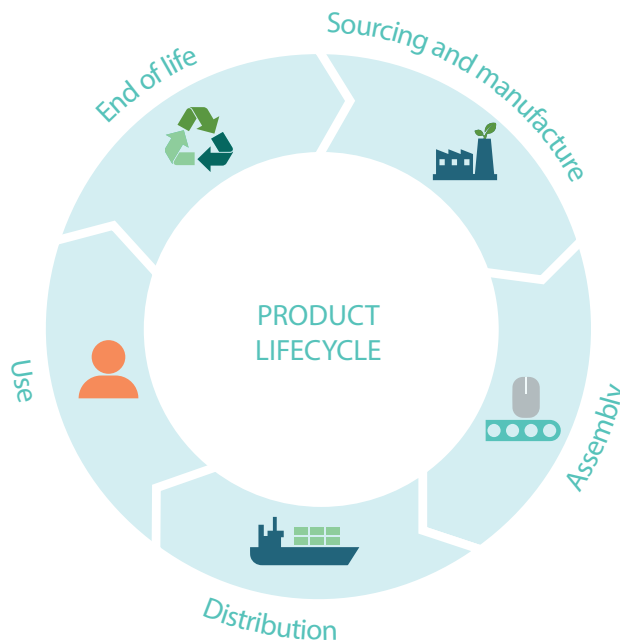 Sourcing and manufacture
Assembly
Distribution
Use
End of life
PRODUCT
LIFECYCLE